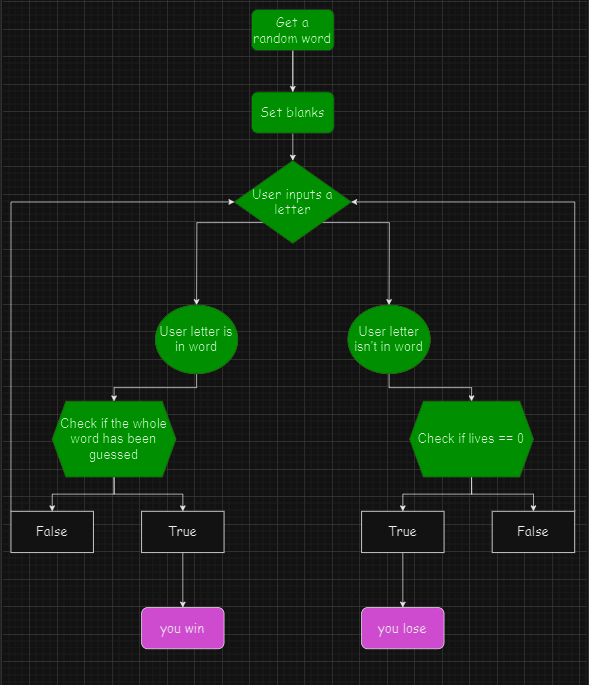 Get a
random word
Set blanks
User inputs a
letter
User letter is
in word
User letter
isn't in word
Check if the whole
word has been
guessed
Check if lives == 0
False
True
True
False
you win
you lose